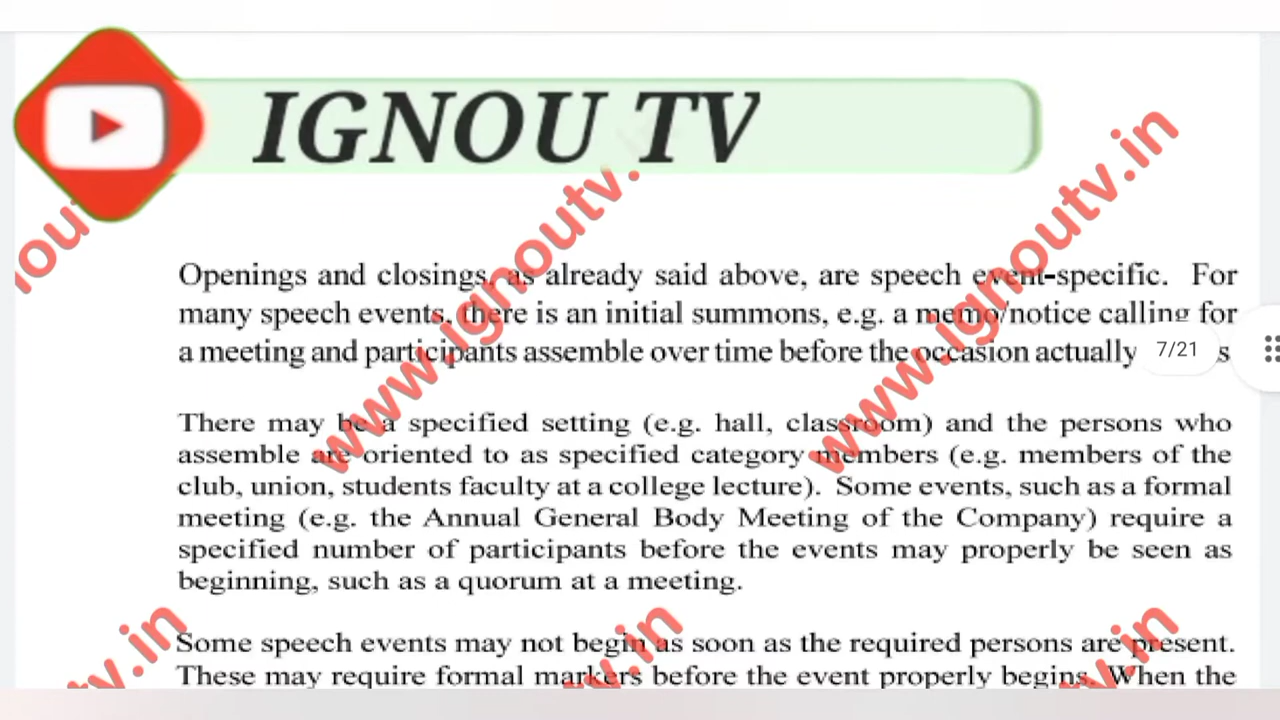 IGNOU TV
Openings and closings, as already said above, are speech event-specific. For
many speech events, there is an initial summons, e.g. a memo/notice calling for
a meeting and participants assemble over time before the occasion actually
7/21
There may be a specified setting (e.g. hall, classroom) and the persons who
assemble are oriented to as specified category members (e.g. members of the
club, union, students faculty at a college lecture). Some events, such as a formal
meeting (e.g. the Annual General Body Meeting of the Company) require a
specified number of participants before the events may properly be seen as
beginning, such as a quorum at a meeting.
Some speech events may not begin as soon as the required persons are present.
These may require formal markers before the event properly begins. When the
www.ignoutv.
www.ignoutv.in
tv.in
tv.in
tv.in